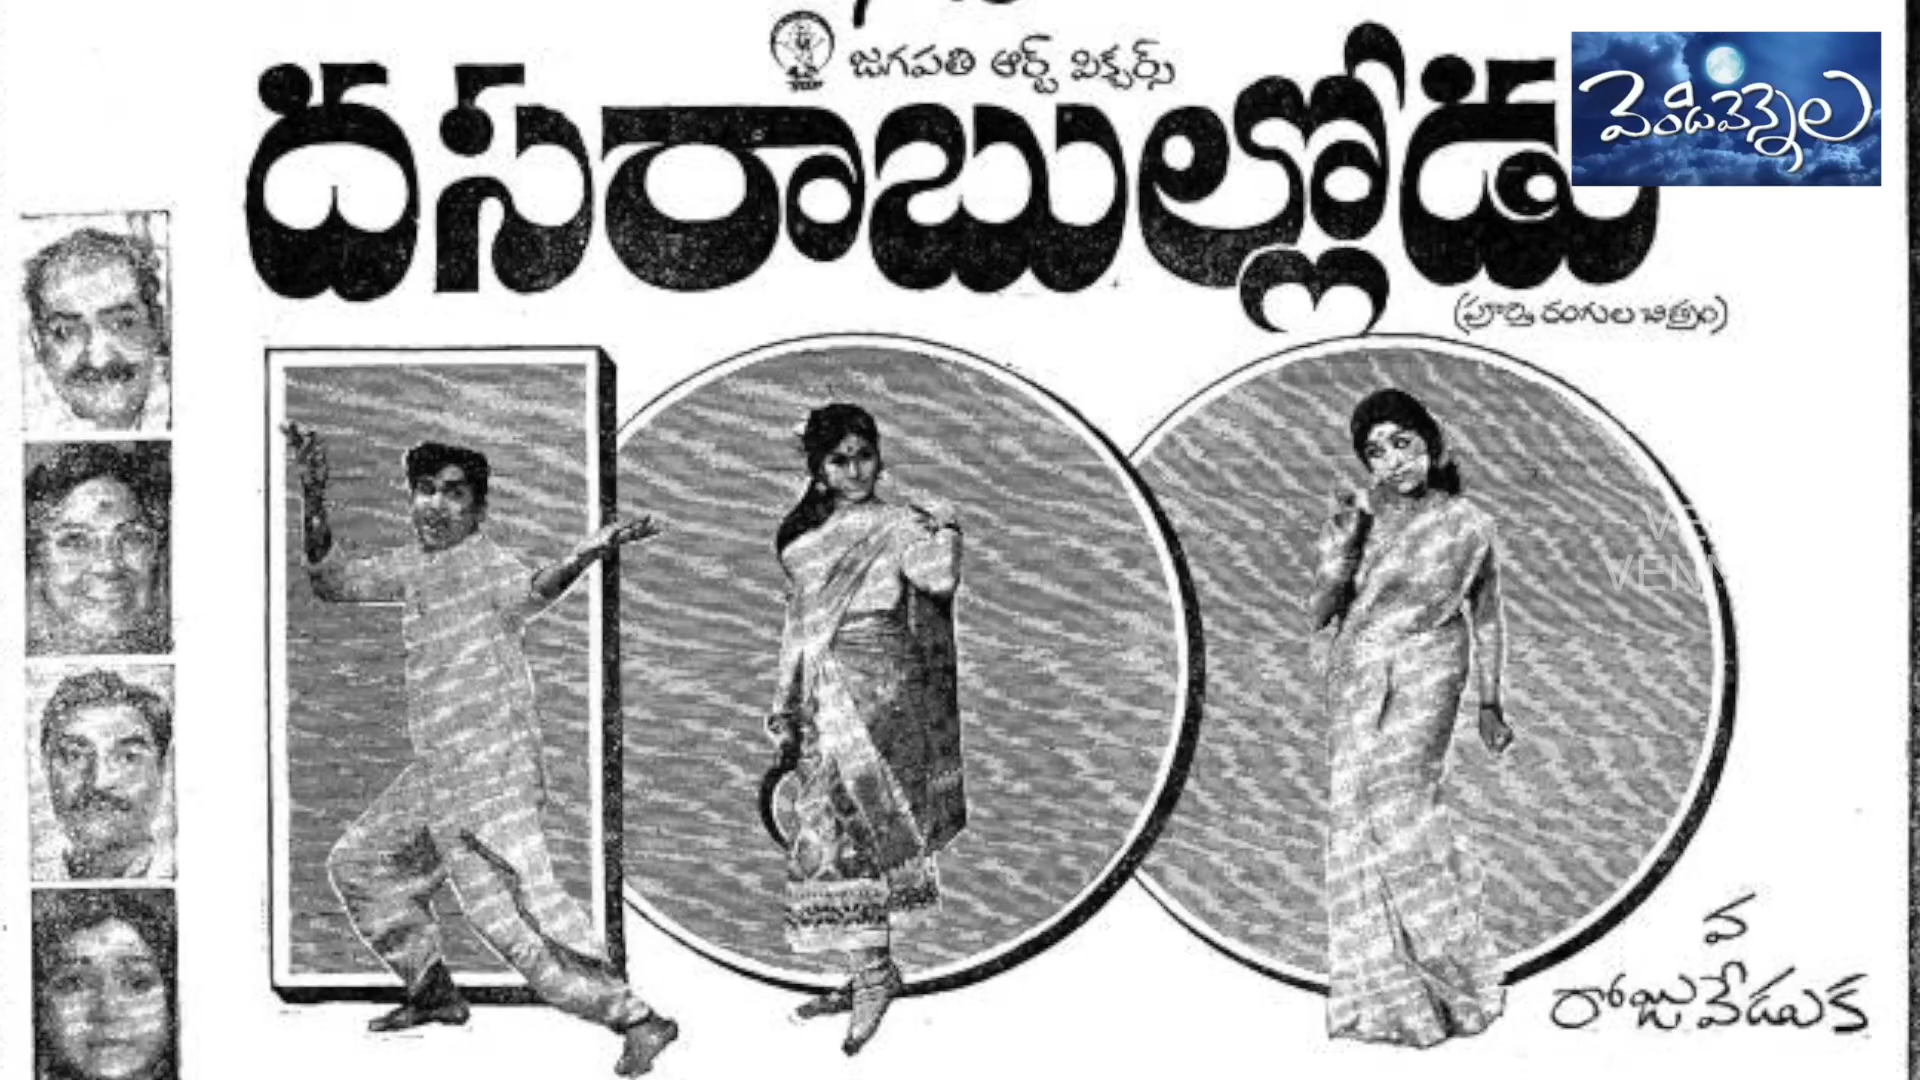 జగపతి ఆర్ట్ పిక్చర్స్
దసరాబుల్లోడు
వెండివెన్నెల
(పూర్తి రంగుల చిత్రం)
100
వ
రోజు వేడుక